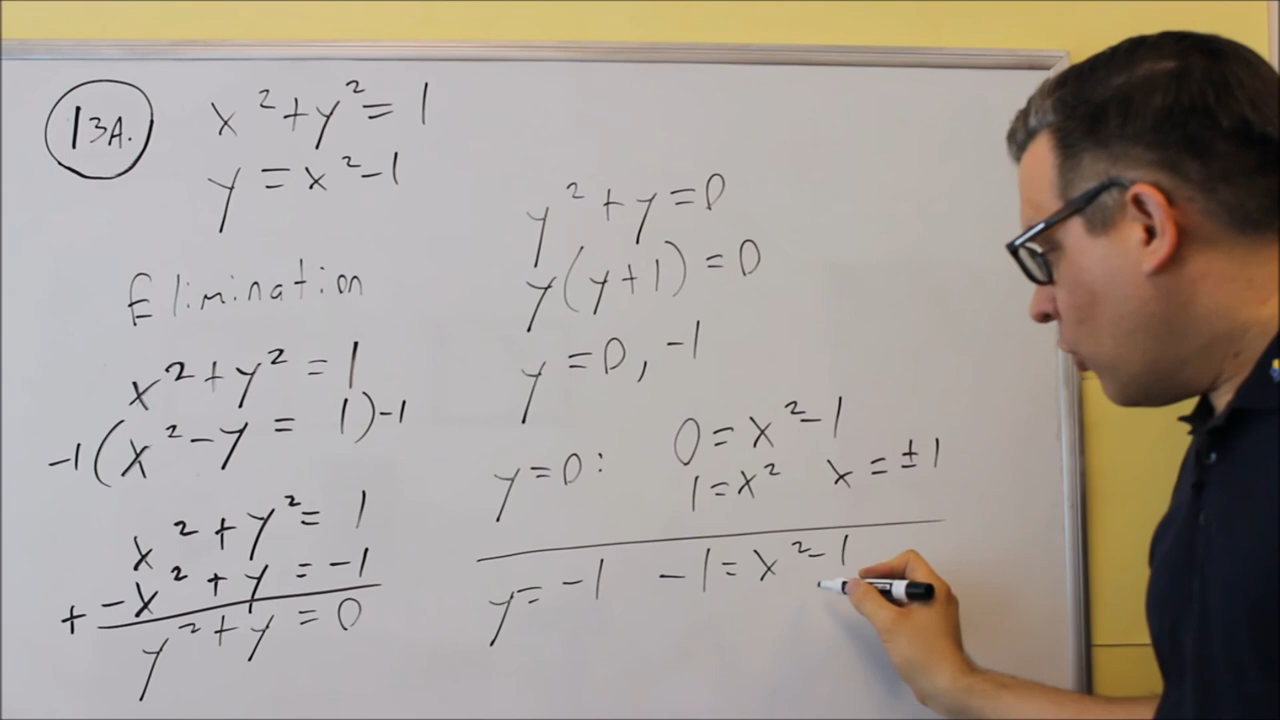 13A.
x²+y²=1
y=x²-1
Elimination
x²+y²=1
-1(x²-y=1)-1
x²+y²=1
+-x²+y=-1
y²+y=0
y²+y=0
y(y+1)=0
y=0,-1
y=0: 0=x²-1
1=x² x=±1
y=-1 -1=x²-1